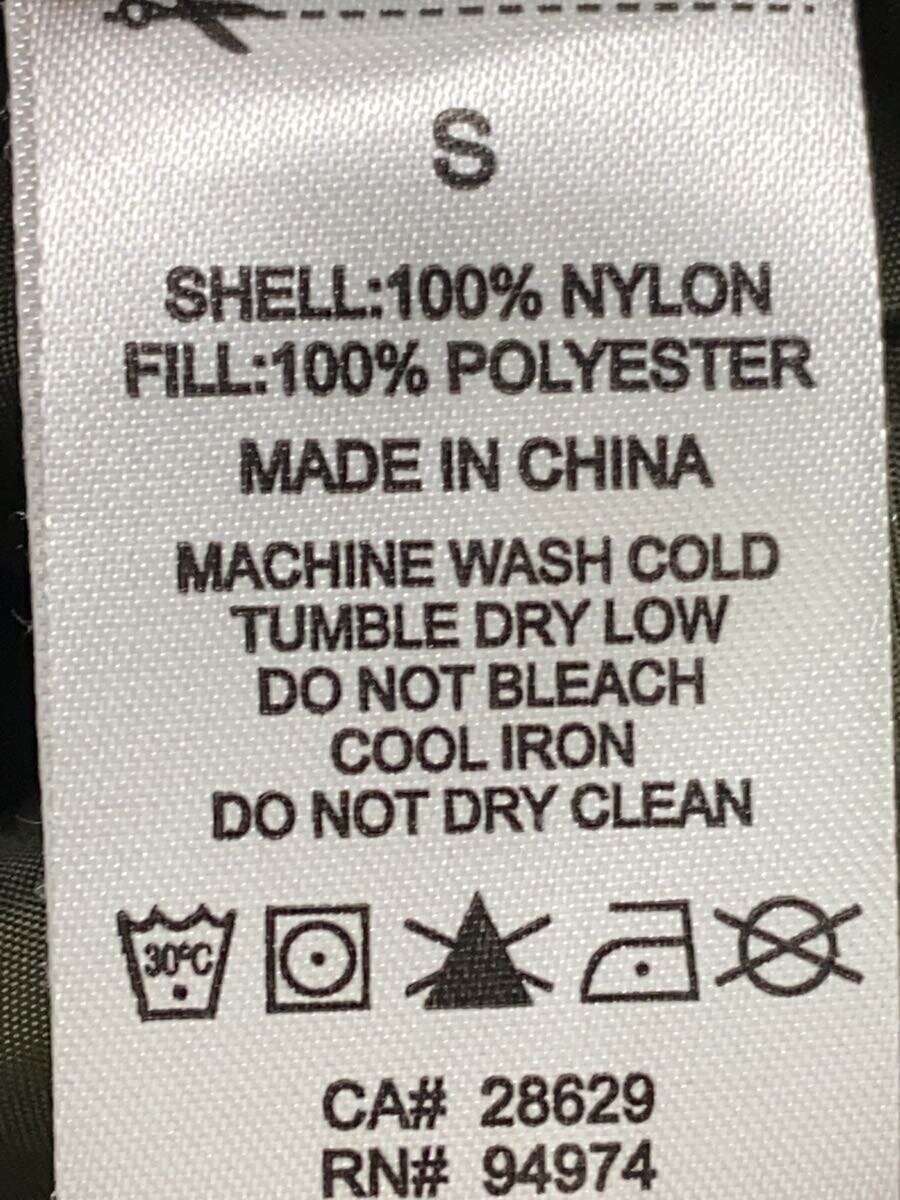 S
SHELL:100% NYLON
FILL:100% POLYESTER
MADE IN CHINA
MACHINE WASH COLD
TUMBLE DRY LOW
DO NOT BLEACH
COOL IRON
DO NOT DRY CLEAN
30°C
CA# 28629
RN# 94974